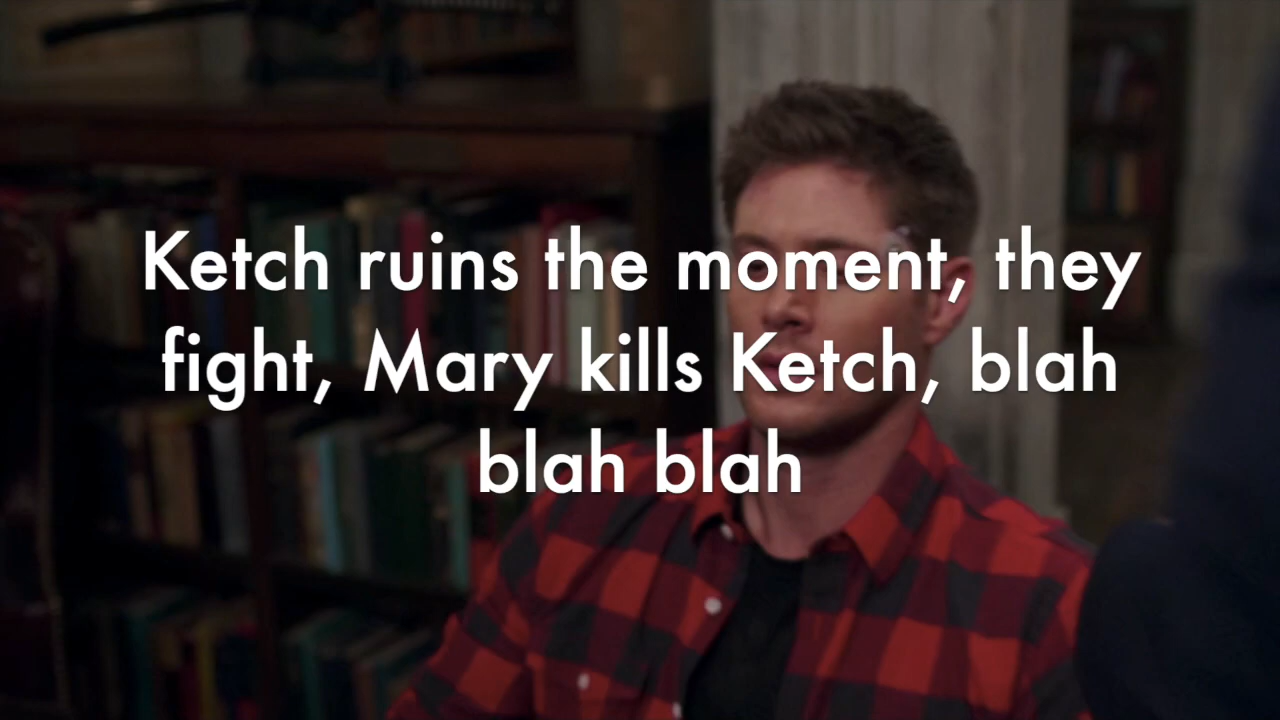 Ketch ruins the moment, they
fight, Mary kills Ketch, blah
blah blah